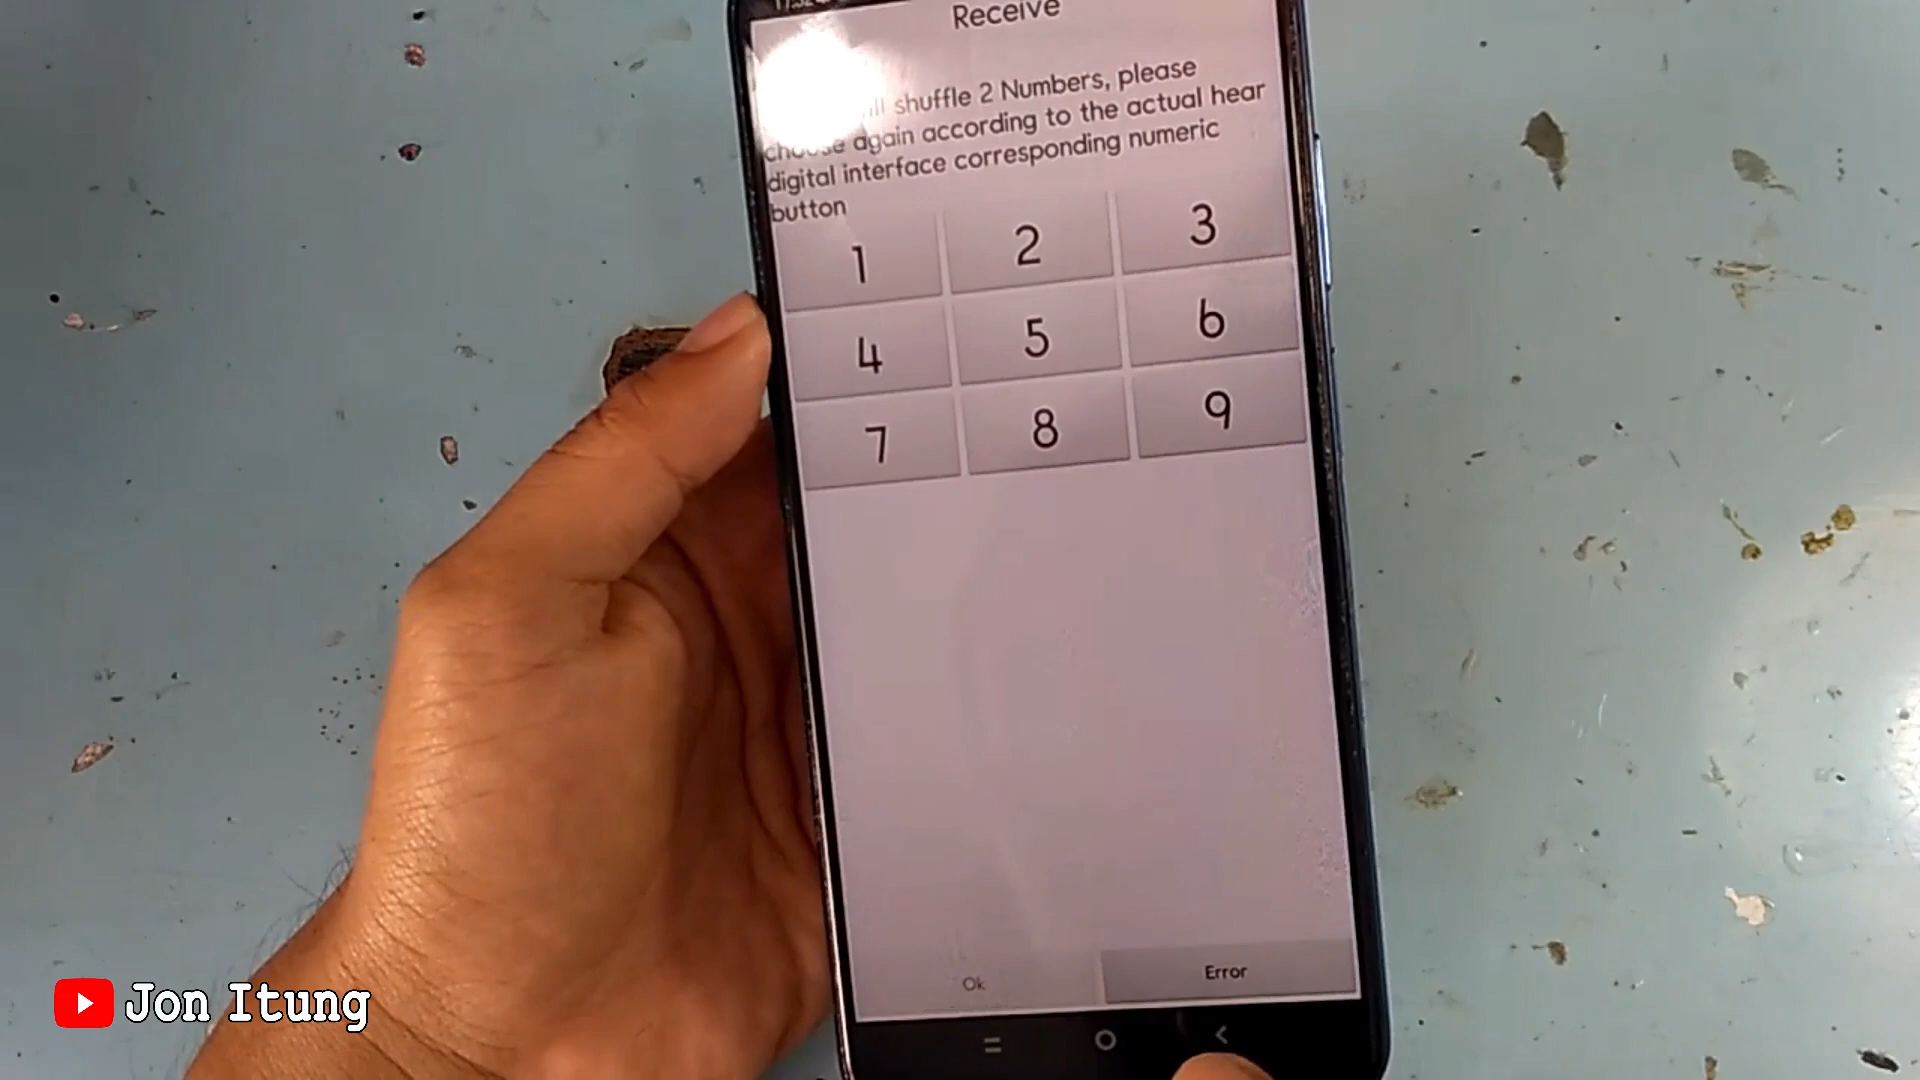 Receive
shuffle 2 Numbers, please
choose again according to the actual hear
digital interface corresponding numeric
button
1 2 3
4 5 6
7 8 9
Ok Error
Jon Itung